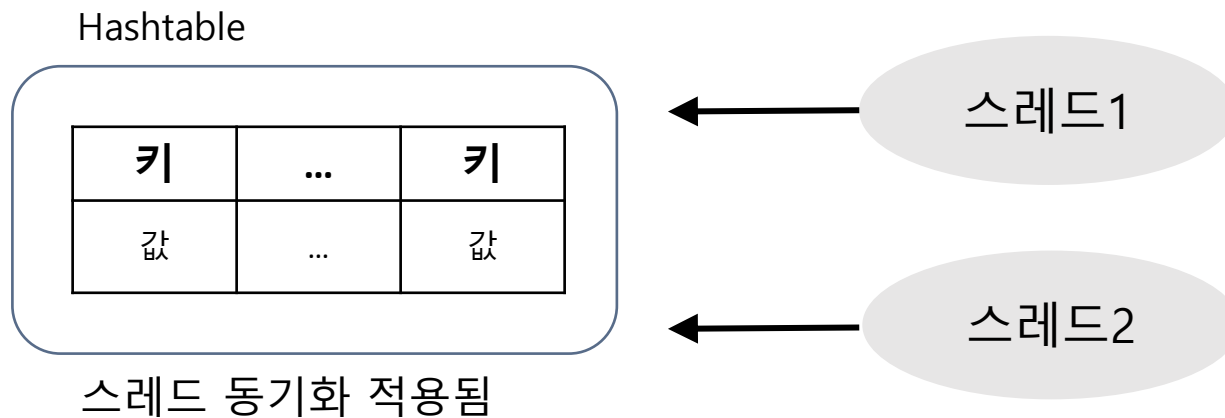 Hashtable
키 ... 키
값 ... 값
스레드 동기화 적용됨
스레드1
스레드2